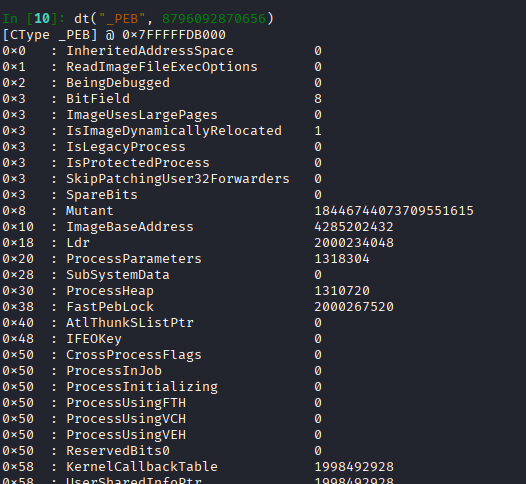 In [10]: dt("_PEB", 8796092870656)
[CType _PEB] @ 0x7FFFFFDB000
0x0   : InheritedAddressSpace          0
0x1   : ReadImageFileExecOptions       0
0x2   : BeingDebugged                  0
0x3   : BitField                       8
0x3   : ImageUsesLargePages            0
0x3   : IsImageDynamicallyRelocated    1
0x3   : IsLegacyProcess                0
0x3   : IsProtectedProcess             0
0x3   : SkipPatchingUser32Forwarders   0
0x3   : SpareBits                      0
0x8   : Mutant                         18446744073709551615
0x10  : ImageBaseAddress               4285202432
0x18  : Ldr                            2000234048
0x20  : ProcessParameters              1318304
0x28  : SubSystemData                  0
0x30  : ProcessHeap                    1310720
0x38  : FastPebLock                    2000267520
0x40  : AtlThunkSListPtr               0
0x48  : IFEOKey                        0
0x50  : CrossProcessFlags              0
0x50  : ProcessInJob                   0
0x50  : ProcessInitializing            0
0x50  : ProcessUsingFTH                0
0x50  : ProcessUsingVCH                0
0x50  : ProcessUsingVEH                0
0x50  : ReservedBits0                  0
0x58  : KernelCallbackTable            1998492928
0x58  : UserSharedInfoPtr              1998492928